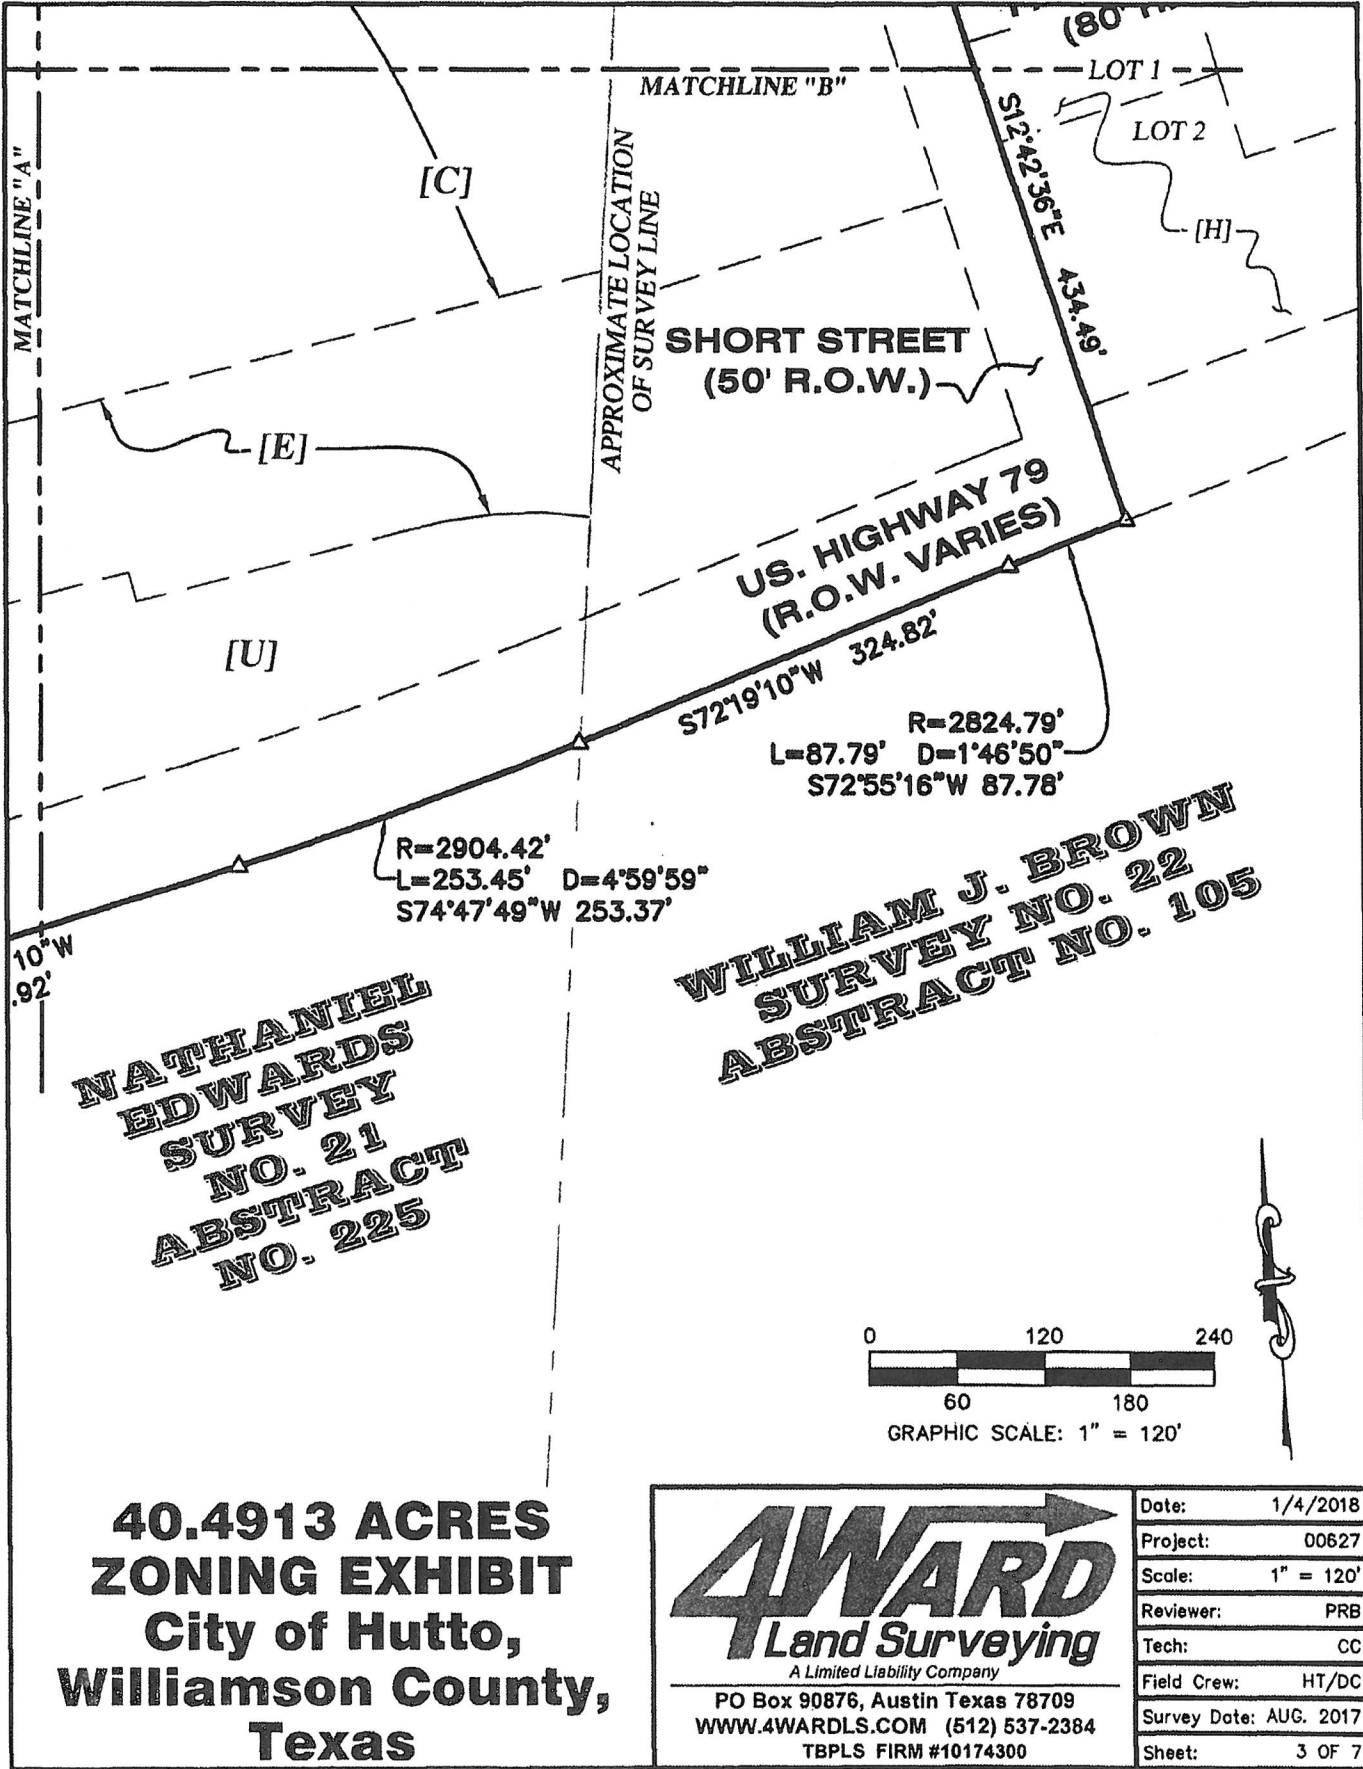 (80'
LOT 1
MATCHLINE "B"
LOT 2
MATCHLINE "A"
[C]
APPROXIMATE LOCATION
OF SURVEY LINE
S12°42'36"E 434.49'
[H]
SHORT STREET
(50' R.O.W.)
[E]
US. HIGHWAY 79
(R.O.W. VARIES)
[U]
S72°19'10"W 324.82'
R=2824.79'
L=87.79' D=1°46'50"
S72°55'16"W 87.78'
R=2904.42'
L=253.45' D=4°59'59"
S74°47'49"W 253.37'
10"W
.92'
WILLIAM J. BROWN
SURVEY NO. 22
ABSTRACT NO. 105
NATHANIEL
EDWARDS
SURVEY
NO. 21
ABSTRACT
NO. 225
0 120 240
60 180
GRAPHIC SCALE: 1" = 120'
40.4913 ACRES
ZONING EXHIBIT
City of Hutto,
Williamson County,
Texas
4WARD
Land Surveying
A Limited Liability Company
PO Box 90876, Austin Texas 78709
WWW.4WARDLS.COM (512) 537-2384
TBPLS FIRM #10174300
Date: 1/4/2018
Project: 00627
Scale: 1" = 120'
Reviewer: PRB
Tech: CC
Field Crew: HT/DC
Survey Date: AUG. 2017
Sheet: 3 OF 7